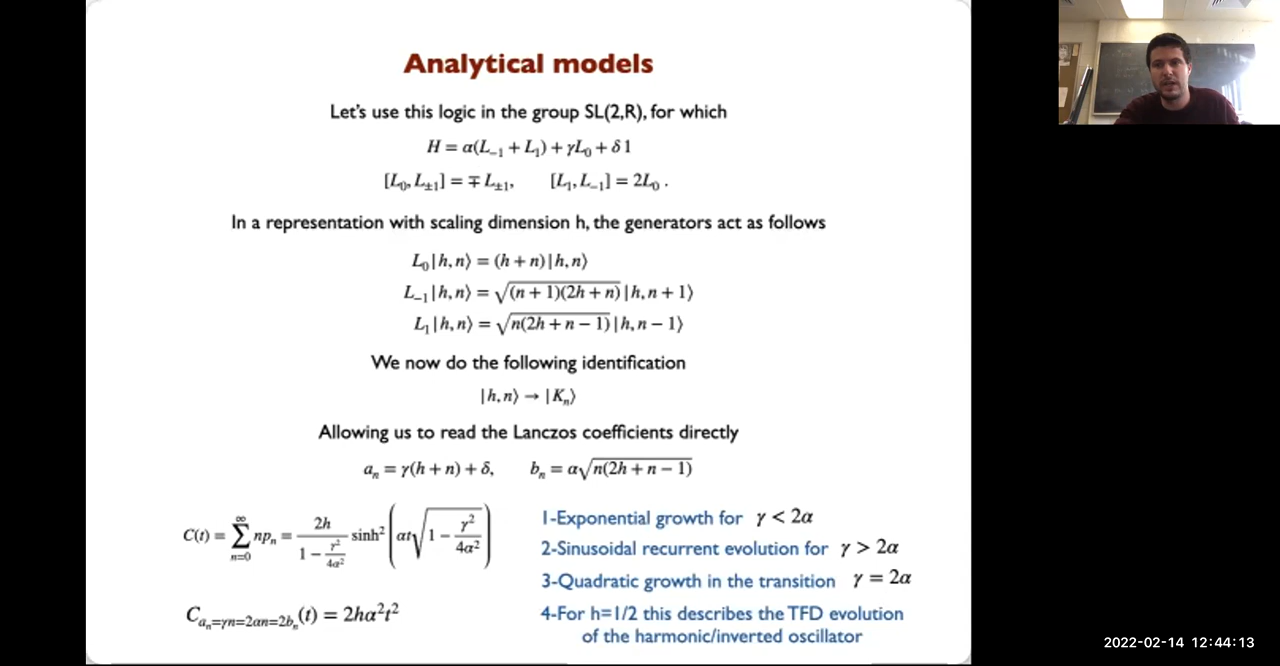 Analytical models
Let's use this logic in the group SL(2,R), for which
H = α(L₋₁ + L₁) + γL₀ + δ 1
[L₀, L±₁] = ∓ L±₁,  [L₁, L₋₁] = 2L₀ .
In a representation with scaling dimension h, the generators act as follows
L₀|h, n⟩ = (h + n)|h, n⟩
L₋₁|h, n⟩ = √((n + 1)(2h + n)) |h, n + 1⟩
L₁|h, n⟩ = √(n(2h + n − 1)) |h, n − 1⟩
We now do the following identification
|h, n⟩ → |Kₙ⟩
Allowing us to read the Lanczos coefficients directly
aₙ = γ(h + n) + δ,  bₙ = α√(n(2h + n − 1))
C(t) = ∑_{n=0}^{∞} npₙ = 2h / (1 − γ²/4α²) sinh² (αt√(1 − γ²/4α²))
1-Exponential growth for γ < 2α
2-Sinusoidal recurrent evolution for γ > 2α
3-Quadratic growth in the transition γ = 2α
C_{aₙ=γn=2αn=2bₙ}(t) = 2hα²t²
4-For h=1/2 this describes the TFD evolution
of the harmonic/inverted oscillator
2022-02-14 12:44:13